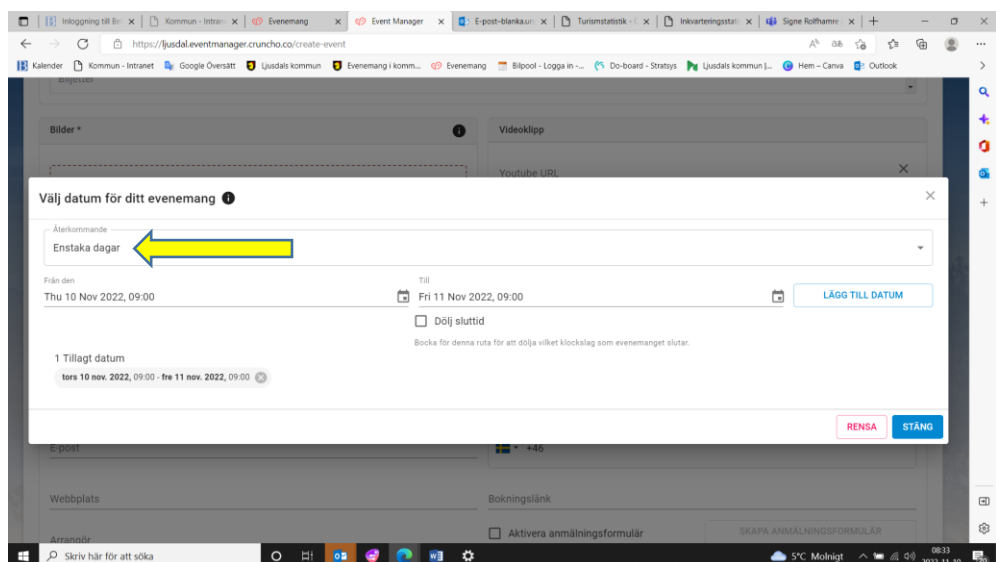 Inloggning till Be
Kommun - Intran
Evenemang
Event Manager
E-post-blanka.un
Turismstatistik - C
Inkvarteringsstati
Signe Rolfhamre
https://ljusdal.eventmanager.cruncho.co/create-event
Kalender
Kommun - Intranet
Google Översätt
Ljusdals kommun
Evenemang i komm...
Evenemang
Bilpool - Logga in -...
Do-board - Stratsys
Ljusdals kommun |...
Hem – Canva
Outlook
Biljetter
Bilder *
Videoklipp
Youtube URL
Välj datum för ditt evenemang
Återkommande
Enstaka dagar
Från den
Till
Thu 10 Nov 2022, 09:00
Fri 11 Nov 2022, 09:00
LÄGG TILL DATUM
Dölj sluttid
Bocka för denna ruta för att dölja vilket klockslag som evenemanget slutar.
1 Tillagt datum
tors 10 nov. 2022, 09:00 - fre 11 nov. 2022, 09:00
RENSA
STÄNG
E-post
+46
Webbplats
Bokningslänk
Arrangör
Aktivera anmälningsformulär
SKAPA ANMÄLNINGSFORMULÄR
Skriv här för att söka
5°C Molnigt
08:33
2022-11-10